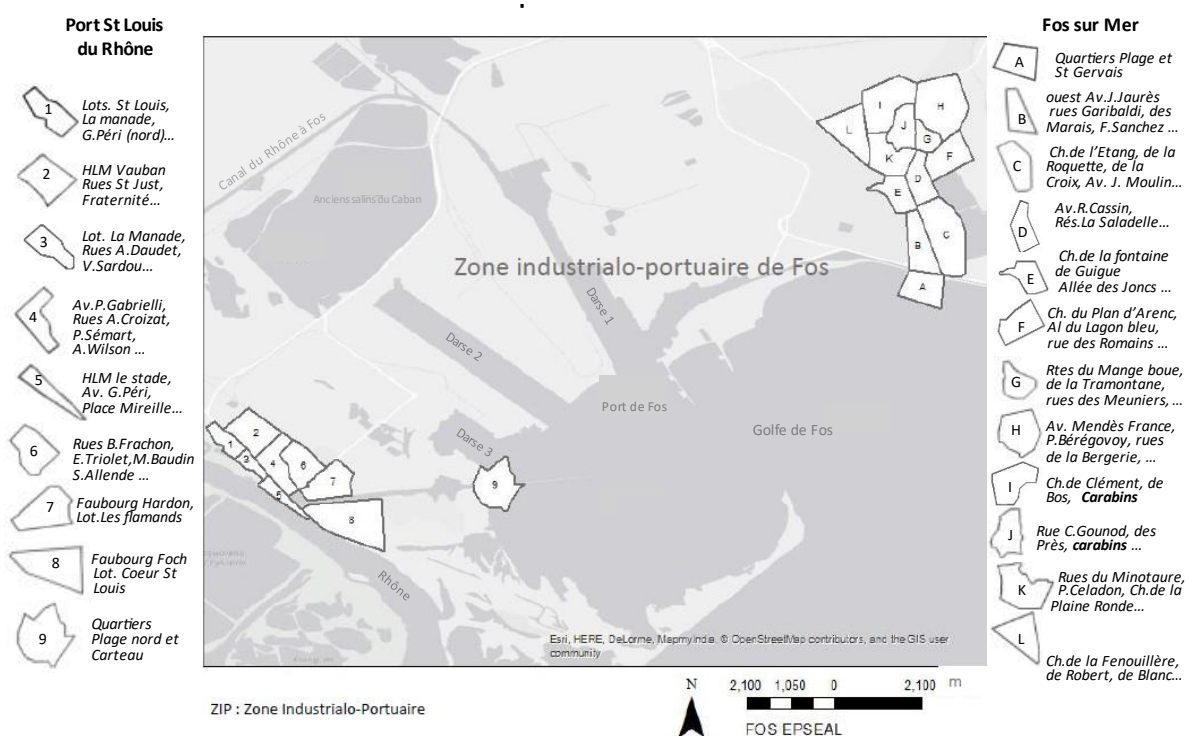 Port St Louis
du Rhône
1
Lots. St Louis,
La manade,
G.Péri (nord)...
2
HLM Vauban
Rues St Just,
Fraternité...
3
Lot. La Manade,
Rues A.Daudet,
V.Sardou...
4
Av.P.Gabrielli,
Rues A.Croizat,
P.Sémart,
A.Wilson ...
5
HLM le stade,
Av. G.Péri,
Place Mireille...
6
Rues B.Frachon,
E.Triolet,M.Baudin
S.Allende ...
7
Faubourg Hardon,
Lot.Les flamands
8
Faubourg Foch
Lot. Coeur St
Louis
9
Quartiers
Plage nord et
Carteau
Canal du Rhône à Fos
Anciens salins du Caban
Zone industrialo-portuaire de Fos
Darse 1
Darse 2
Darse 3
Port de Fos
Golfe de Fos
Rhône
1
2
3
4
5
6
7
8
9
I
H
L
J
G
K
F
D
E
B
C
A
Esri, HERE, DeLorme, MapmyIndia, © OpenStreetMap contributors, and the GIS user
community
Fos sur Mer
A
Quartiers Plage et
St Gervais
B
ouest Av.J.Jaurès
rues Garibaldi, des
Marais, F.Sanchez ...
C
Ch.de l'Etang, de la
Roquette, de la
Croix, Av. J. Moulin...
D
Av.R.Cassin,
Rés.La Saladelle...
E
Ch.de la fontaine
de Guigue
Allée des Joncs ...
F
Ch. du Plan d'Arenc,
Al du Lagon bleu,
rue des Romains ...
G
Rtes du Mange boue,
de la Tramontane,
rues des Meuniers, ...
H
Av. Mendès France,
P.Bérégovoy, rues
de la Bergerie, ...
I
Ch.de Clément, de
Bos, Carabins
J
Rue C.Gounod, des
Près, carabins ...
K
Rues du Minotaure,
P.Celadon, Ch.de la
Plaine Ronde...
L
Ch.de la Fenouillère,
de Robert, de Blanc...
ZIP : Zone Industrialo-Portuaire
N
2,100 1,050 0 2,100 m
FOS EPSEAL